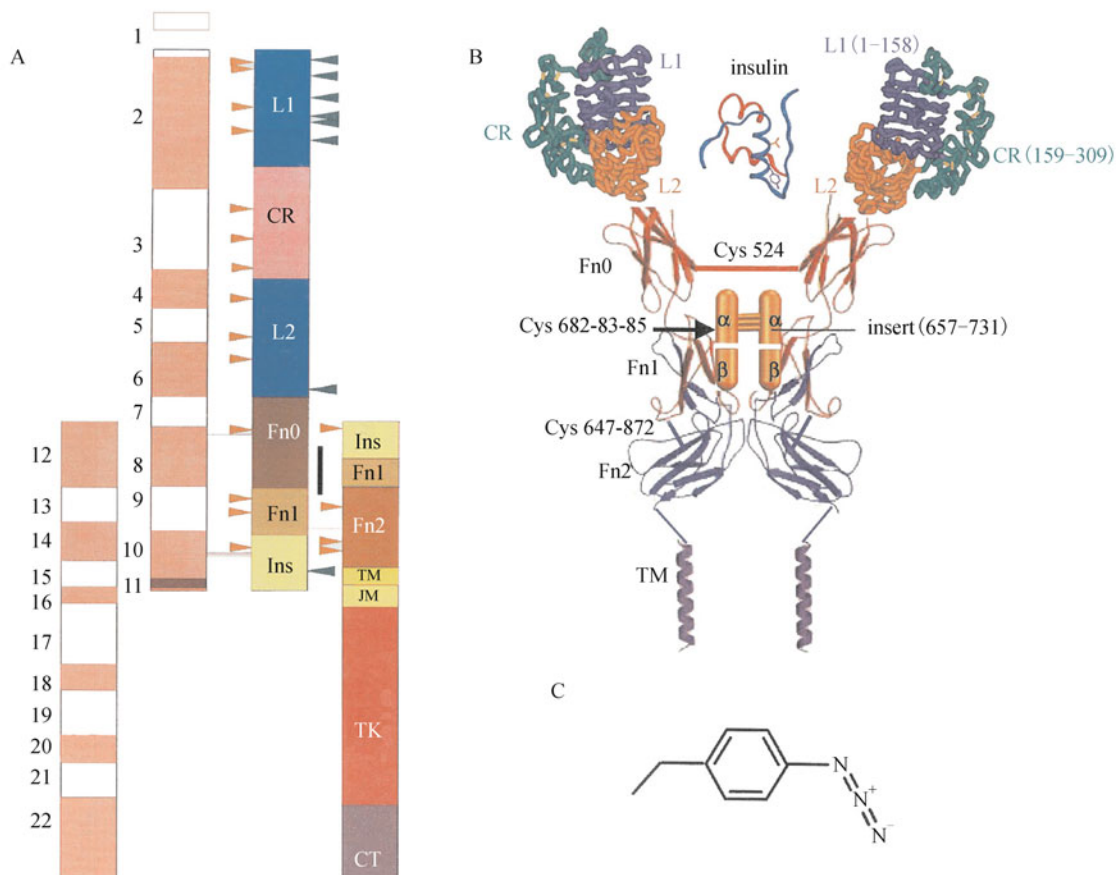 A
1
2
3
4
5
6
7
8
9
10
11
12
13
14
15
16
17
18
19
20
21
22
L1
CR
L2
Fn0
Fn1
Ins
Ins
Fn1
Fn2
TM
JM
TK
CT
B
L1
insulin
L1 (1-158)
CR
CR (159-309)
L2
L2
Fn0
Cys 524
Cys 682-83-85
α
α
insert (657-731)
Fn1
β
β
Cys 647-872
Fn2
TM
C
N
N+
N-